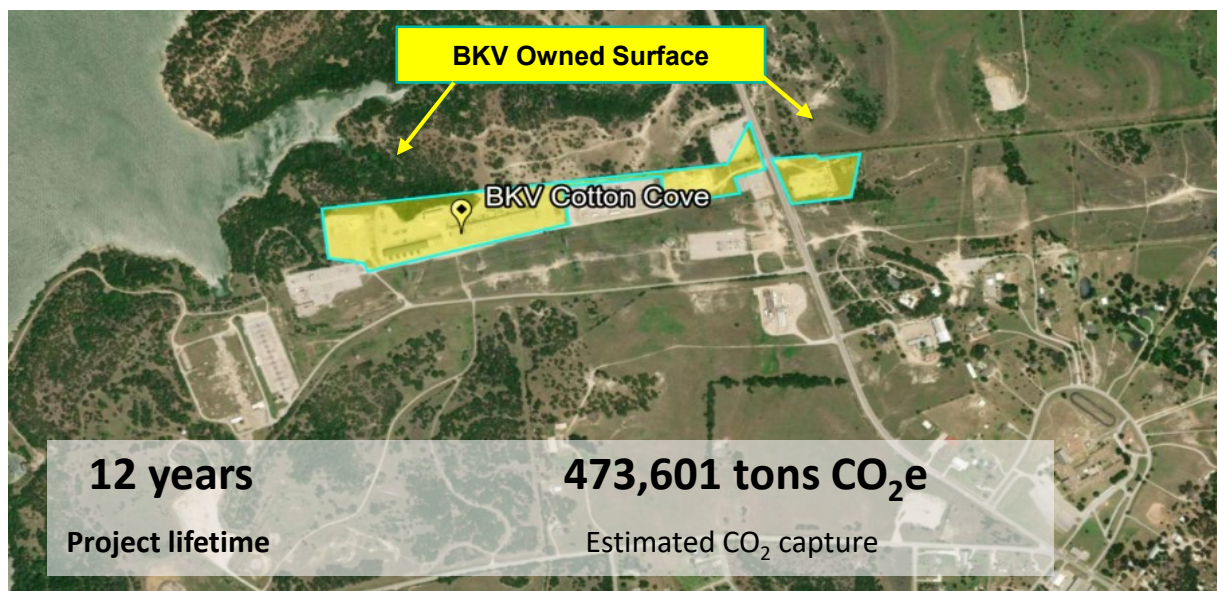 BKV Owned Surface
BKV Cotton Cove
12 years
473,601 tons CO₂e
Project lifetime
Estimated CO₂ capture